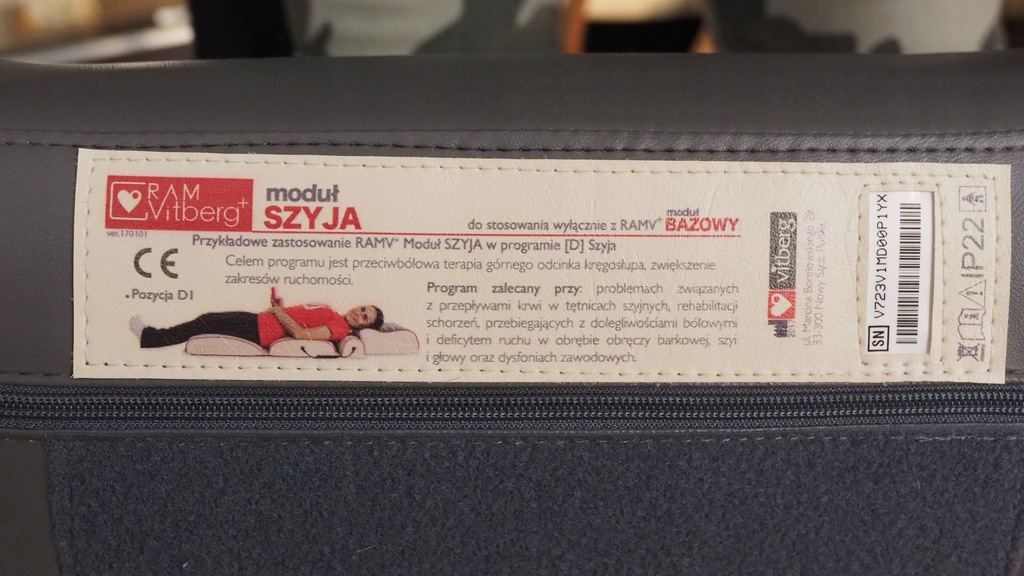 RAM
Vitberg+
ver.170101
moduł
SZYJA
do stosowania wyłącznie z RAMV+ moduł BAZOWY
Przykładowe zastosowanie RAMV+ Moduł SZYJA w programie [D] Szyja
CE
Celem programu jest przeciwbólowa terapia górnego odcinka kręgosłupa, zwiększenie
zakresów ruchomości.
.Pozycja D1
Program zalecany przy: problemach związanych
z przepływami krwi w tętnicach szyjnych, rehabilitacji
schorzeń, przebiegających z dolegliwościami bólowymi
i deficytem ruchu w obrębie obręczy barkowej, szyi
i głowy oraz dysfoniach zawodowych.
Vitberg
ul. Marcina Borelowskiego 29
33-300 Nowy Sącz, Polska
SN V723V1MD00P1YX
IP22